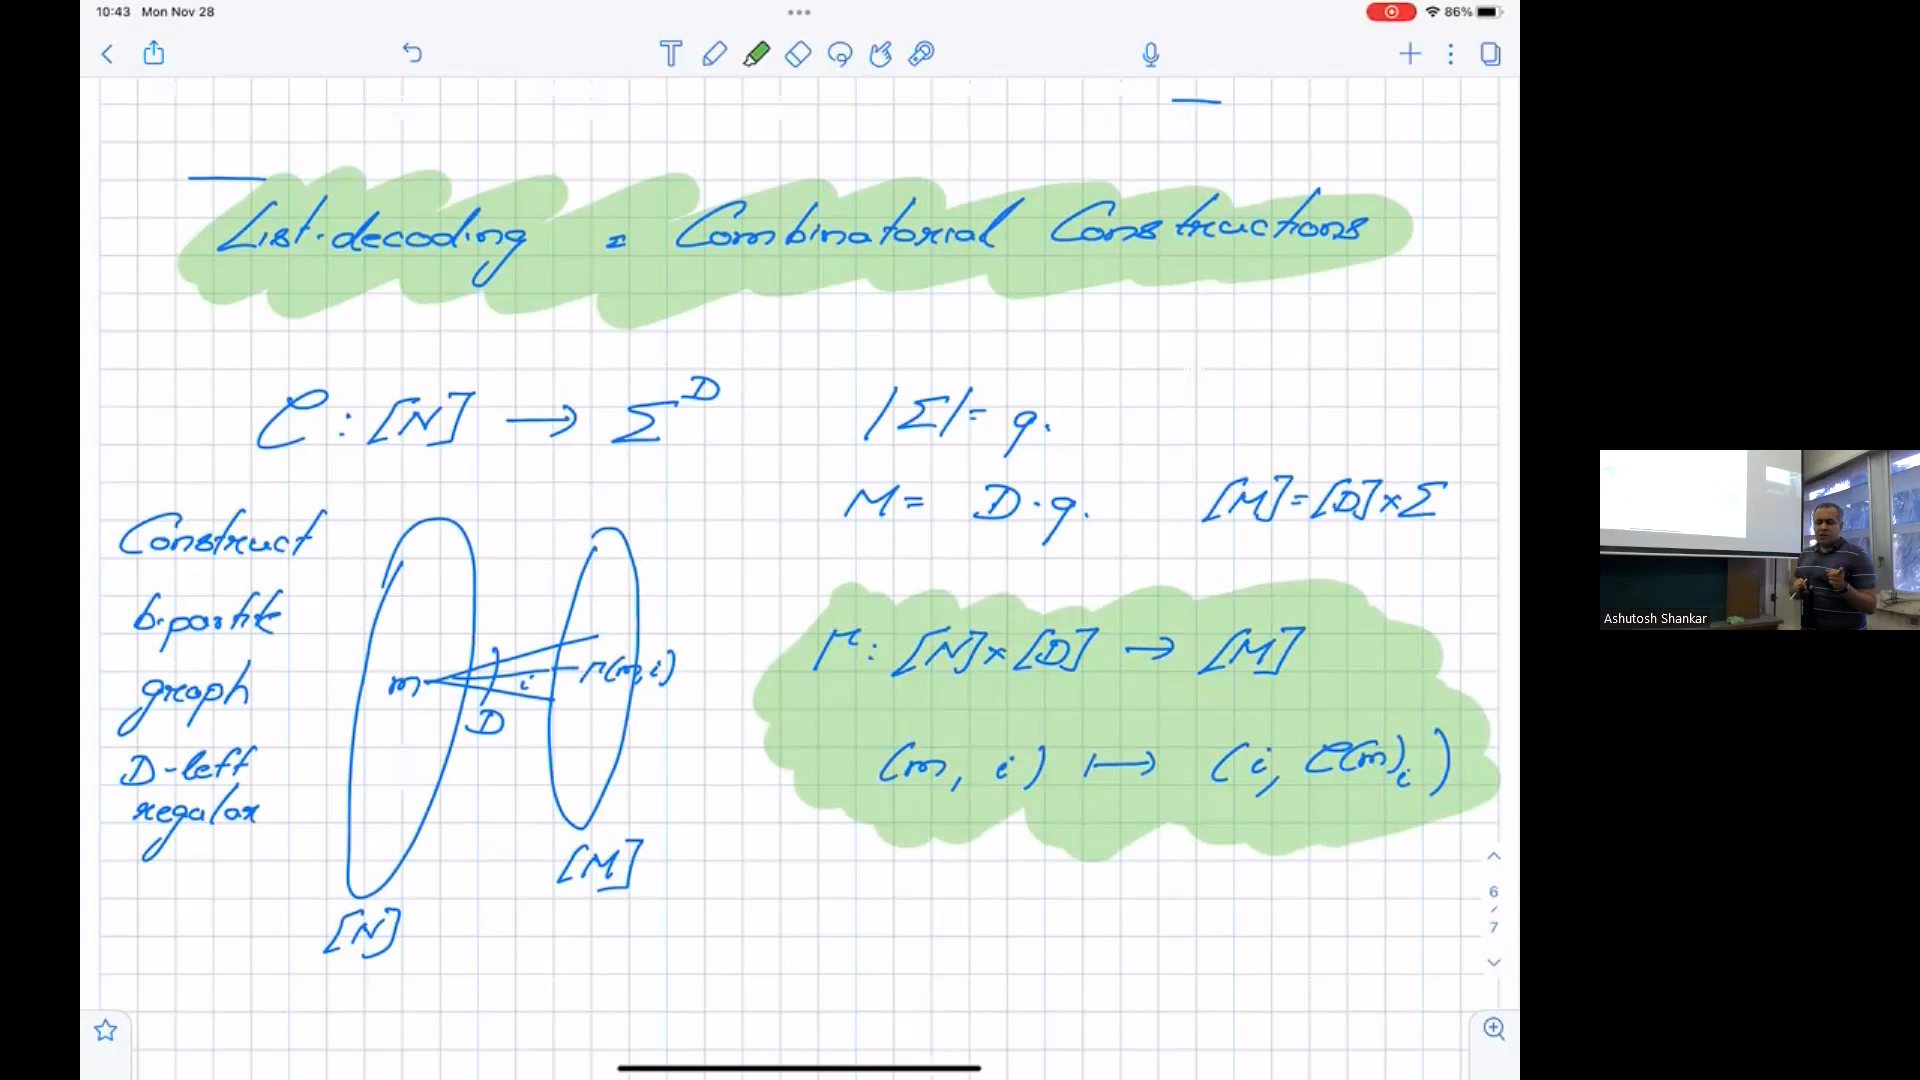 10:43 Mon Nov 28
86%
List-decoding = Combinatorial Constructions
C : [N] → Σ^D |Σ| = q.
M = D·q. [M] = [D] × Σ
Construct
bipartite
graph
D-left
regular
m i Γ(m,i)
D
[M]
[N]
Γ : [N] × [D] → [M]
(m, i) ↦ (i, C(m)_i)
6
7
Ashutosh Shankar